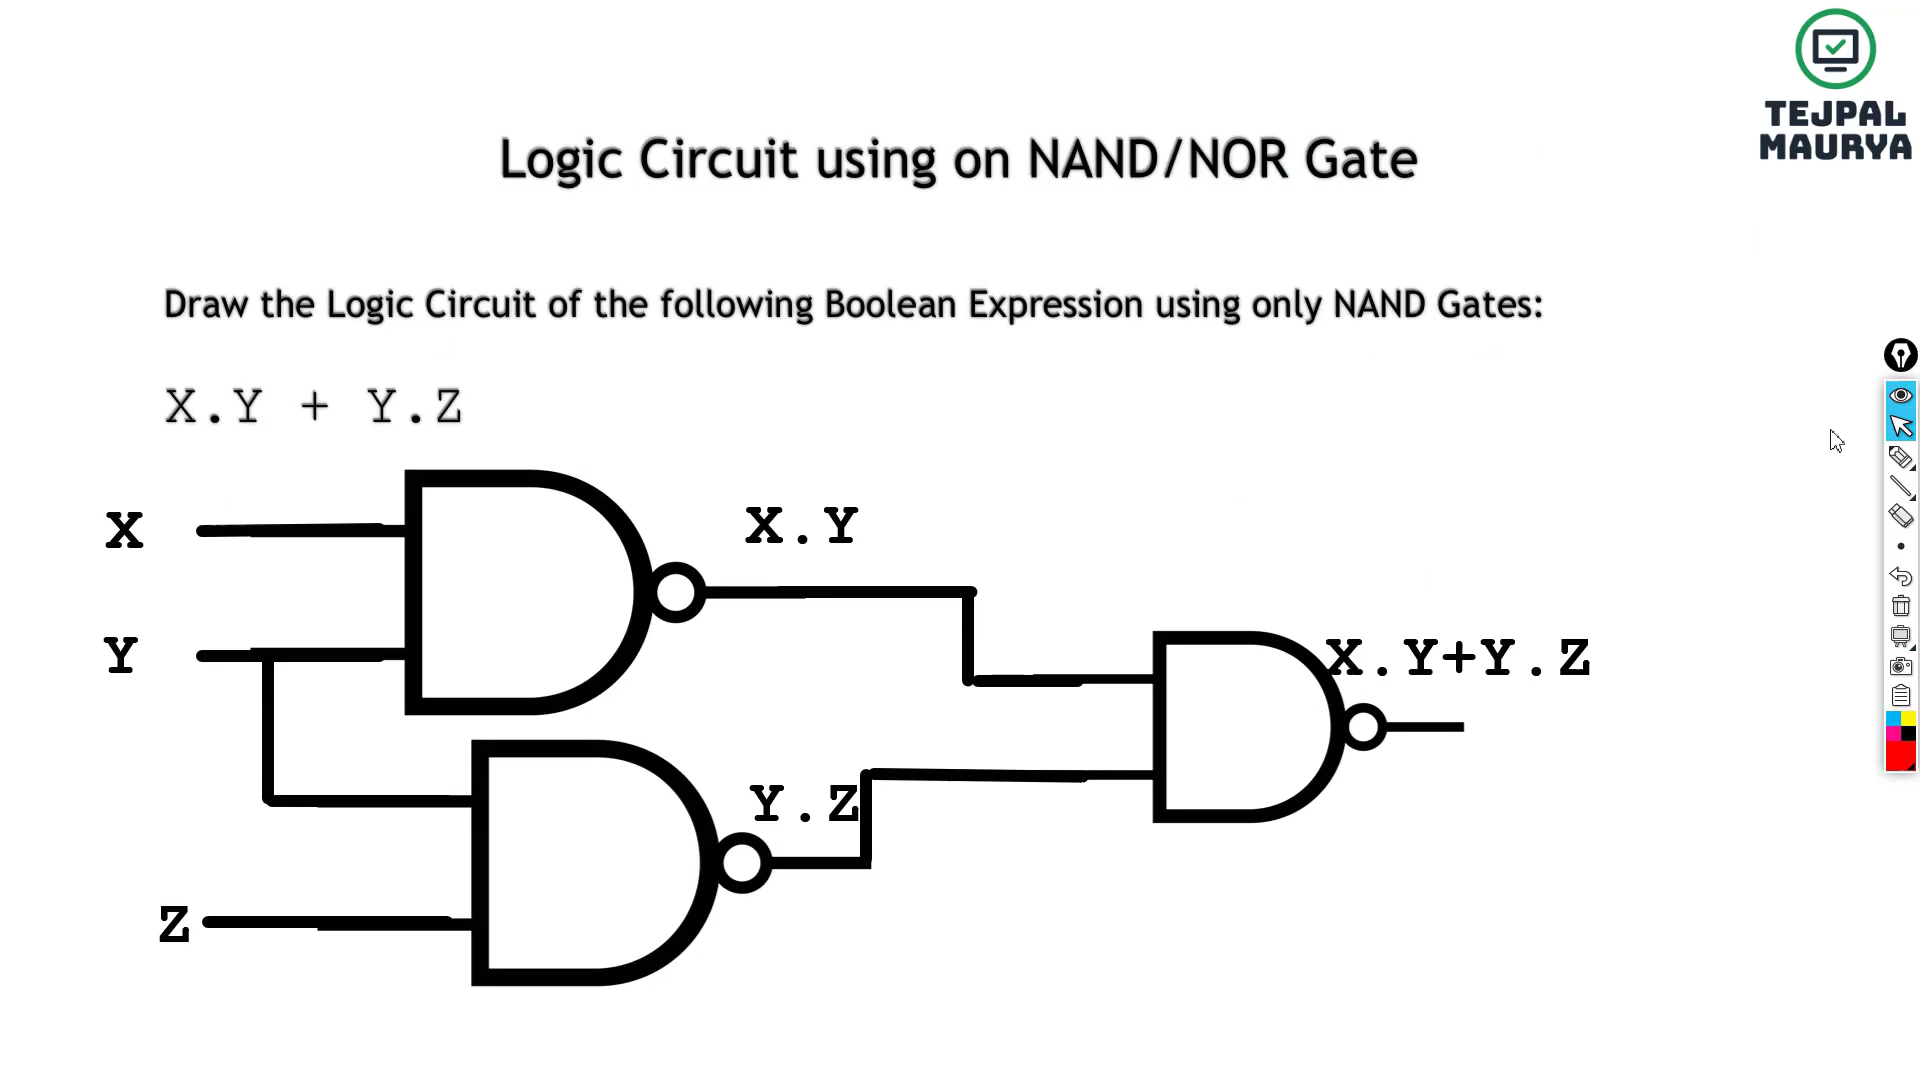 TEJPAL
MAURYA
Logic Circuit using on NAND/NOR Gate
Draw the Logic Circuit of the following Boolean Expression using only NAND Gates:
X.Y + Y.Z
X
X.Y
Y
X.Y+Y.Z
Y.Z
Z